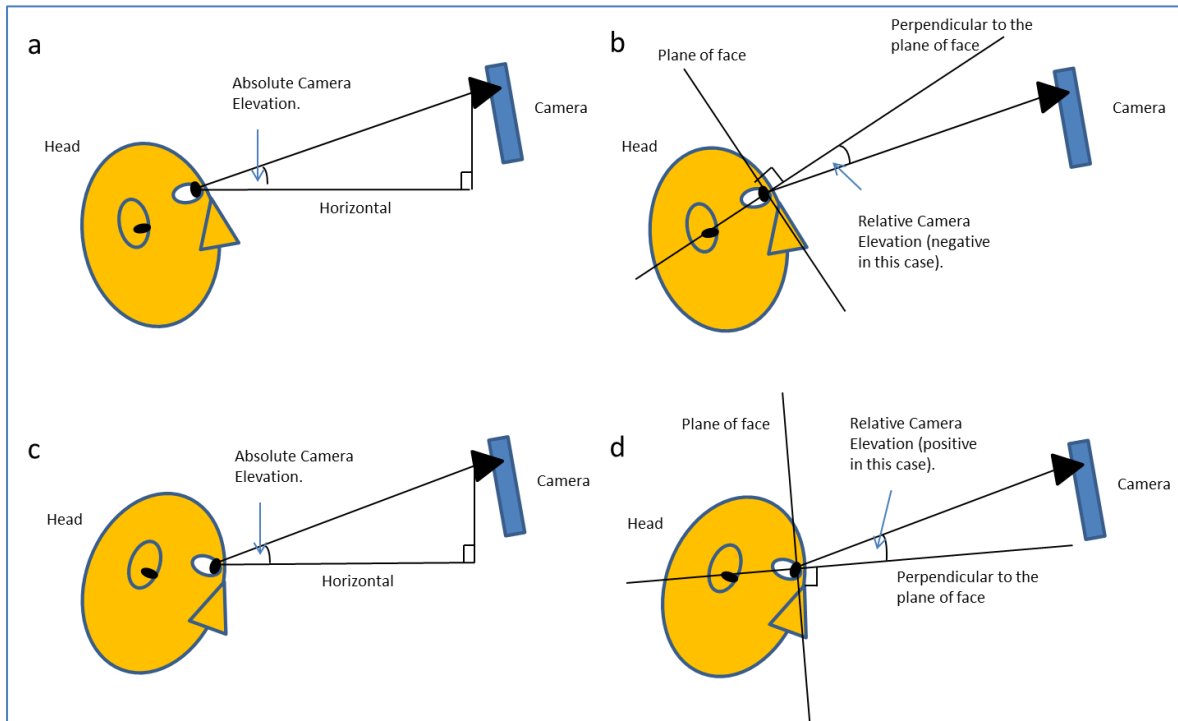 a
Absolute Camera
Elevation.
Head
Camera
Horizontal
b
Perpendicular to the
plane of face
Plane of face
Camera
Head
Relative Camera
Elevation (negative
in this case).
c
Absolute Camera
Elevation.
Head
Camera
Horizontal
d
Plane of face
Relative Camera
Elevation (positive
in this case).
Camera
Head
Perpendicular to the
plane of face